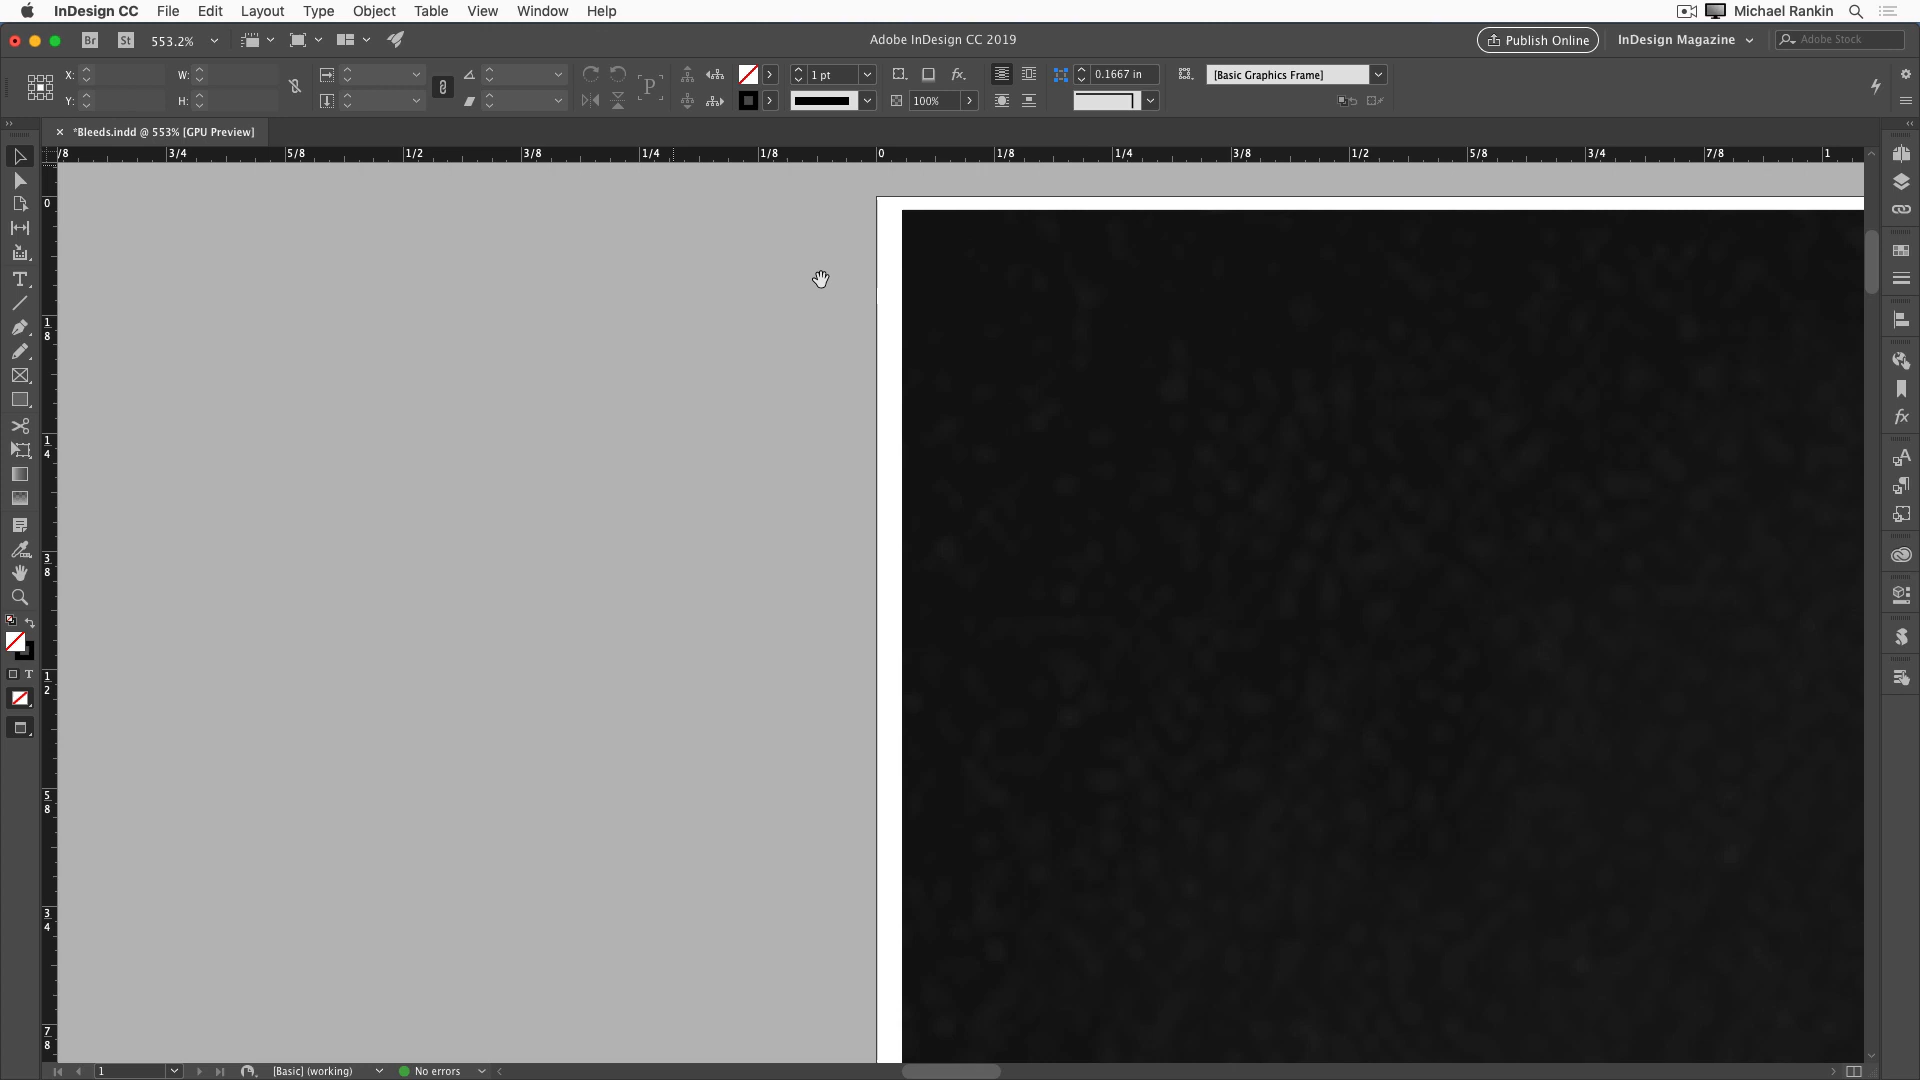 InDesign CC File Edit Layout Type Object Table View Window Help Michael Rankin
Br St 553.2% Adobe InDesign CC 2019 Publish Online InDesign Magazine Adobe Stock
X: W: P 1 pt fx. 0.1667 in [Basic Graphics Frame]
Y: H: 100%
× *Bleeds.indd @ 553% [GPU Preview]
/8 3/4 5/8 1/2 3/8 1/4 1/8 0 1/8 1/4 3/8 1/2 5/8 3/4 7/8 1
0
1
8
1
4
3
8
1
2
5
8
3
4
7
8
T
T
fx
A
1 [Basic] (working) No errors